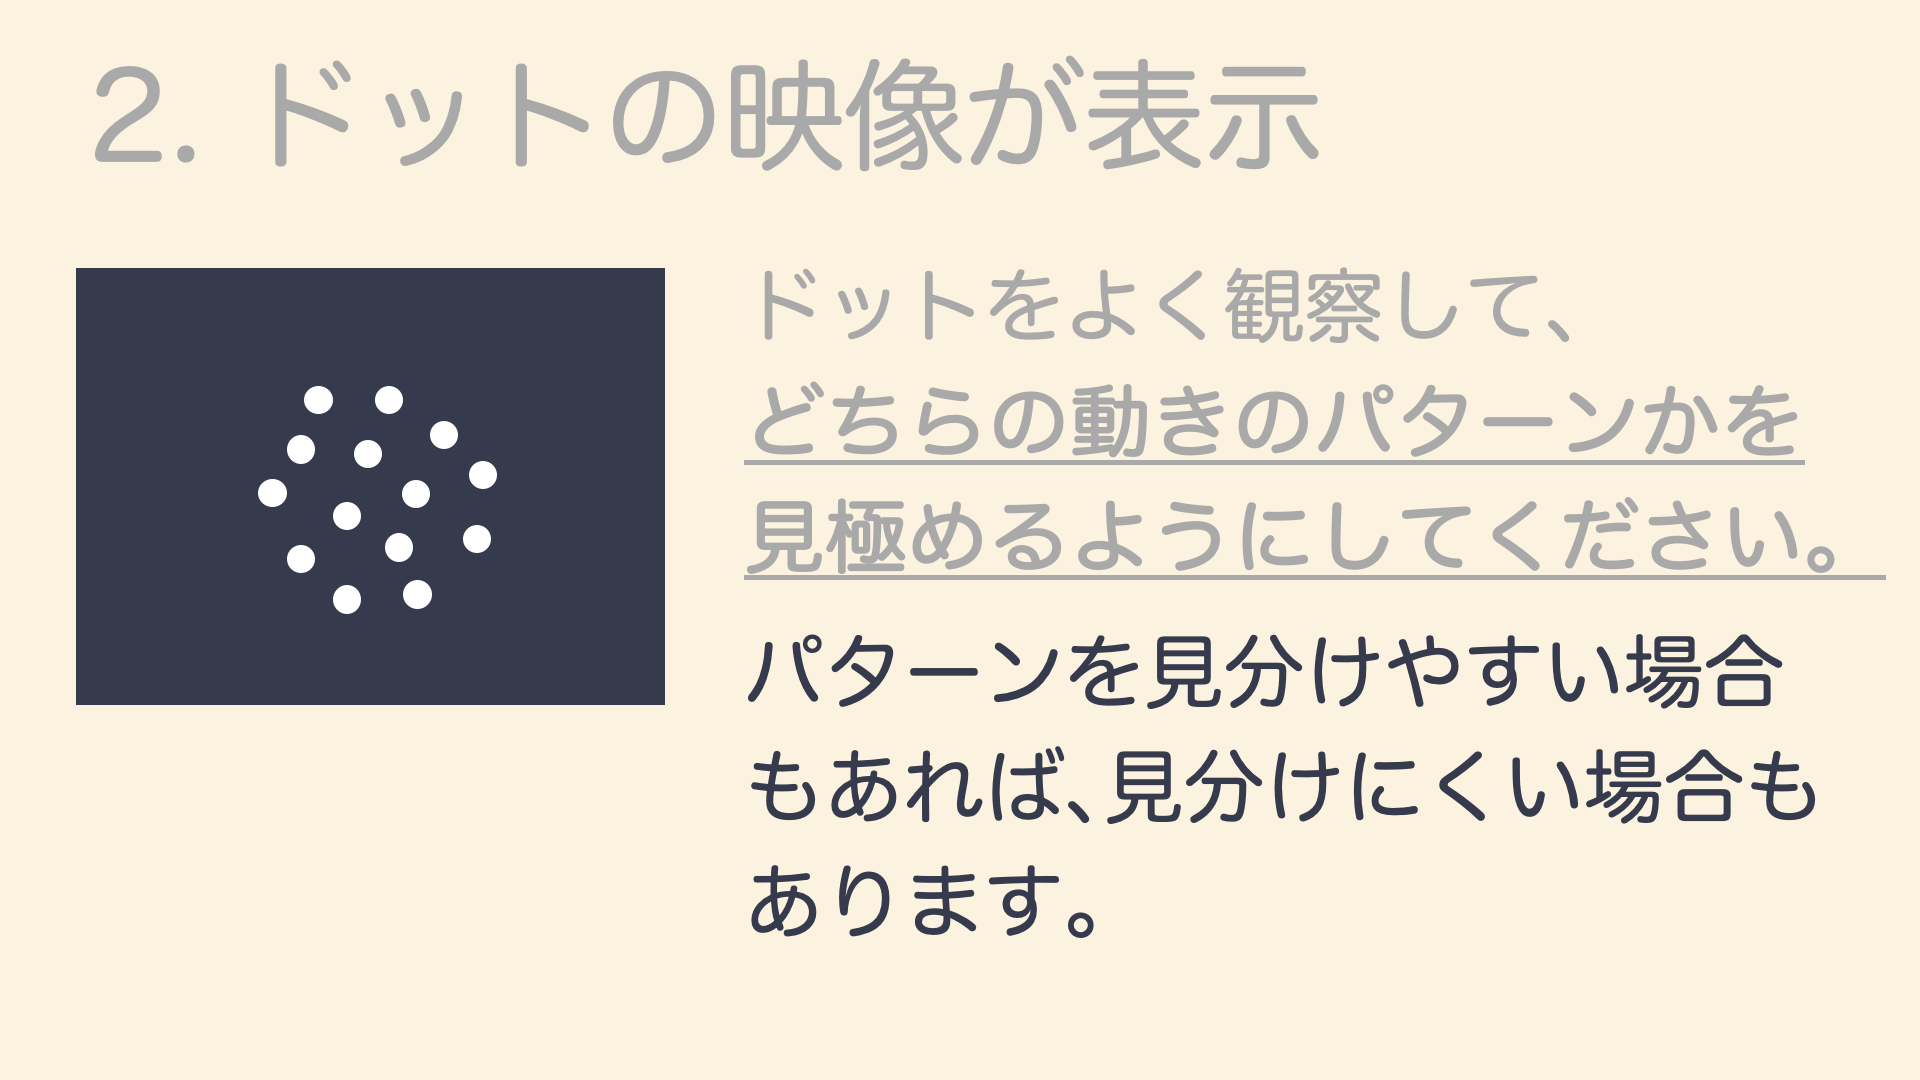 2. ドットの映像が表示
ドットをよく観察して、
どちらの動きのパターンかを
見極めるようにしてください。
パターンを見分けやすい場合
もあれば、見分けにくい場合も
あります。